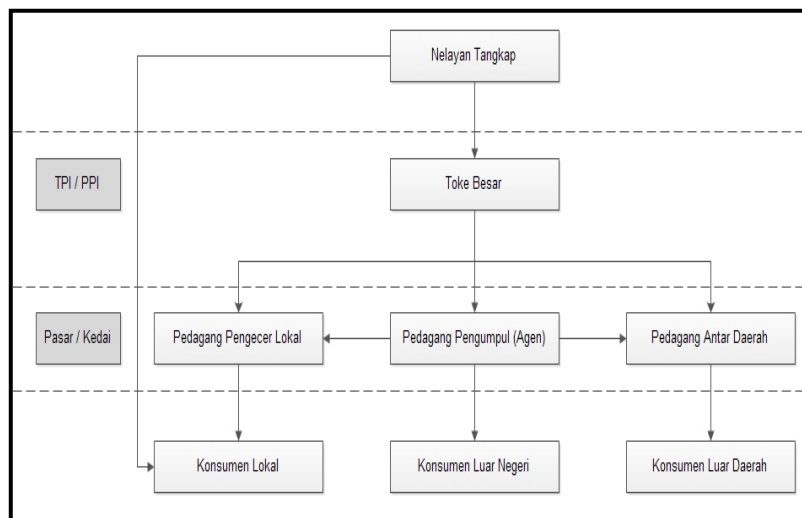 Nelayan Tangkap
TPI / PPI
Toke Besar
Pasar / Kedai
Pedagang Pengecer Lokal
Pedagang Pengumpul (Agen)
Pedagang Antar Daerah
Konsumen Lokal
Konsumen Luar Negeri
Konsumen Luar Daerah